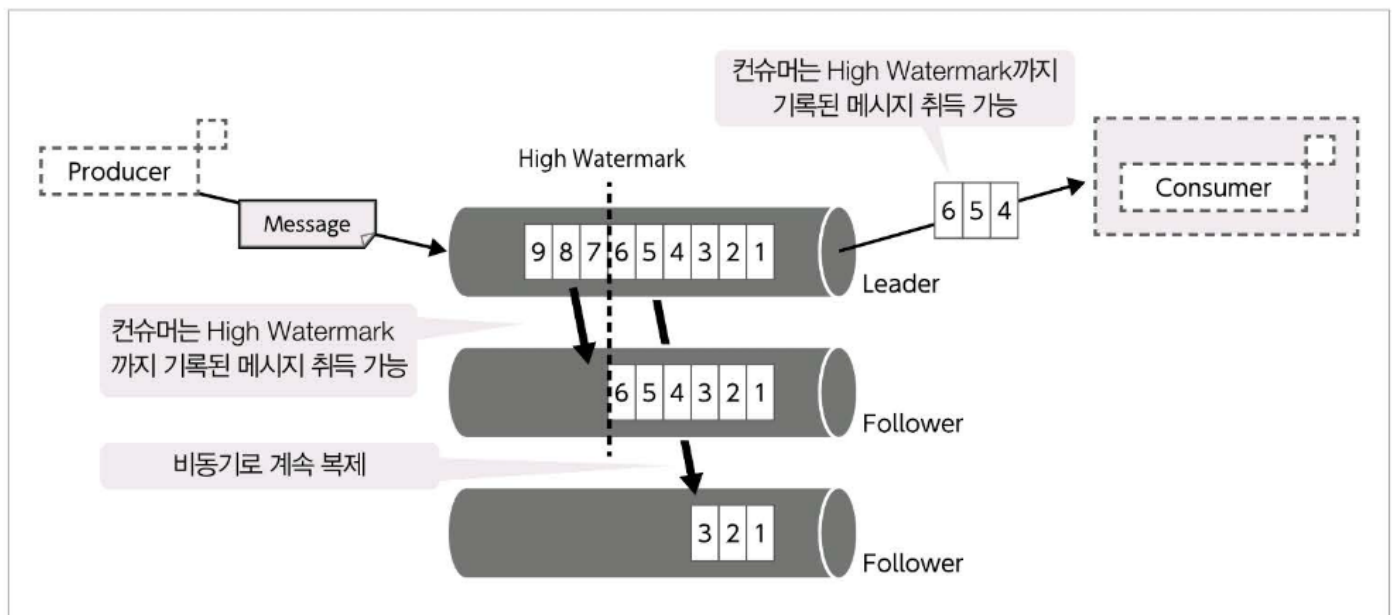 컨슈머는 High Watermark까지
기록된 메시지 취득 가능
Producer
High Watermark
Consumer
Message
6 5 4
9 8 7 6 5 4 3 2 1
Leader
컨슈머는 High Watermark
까지 기록된 메시지 취득 가능
6 5 4 3 2 1
Follower
비동기로 계속 복제
3 2 1
Follower